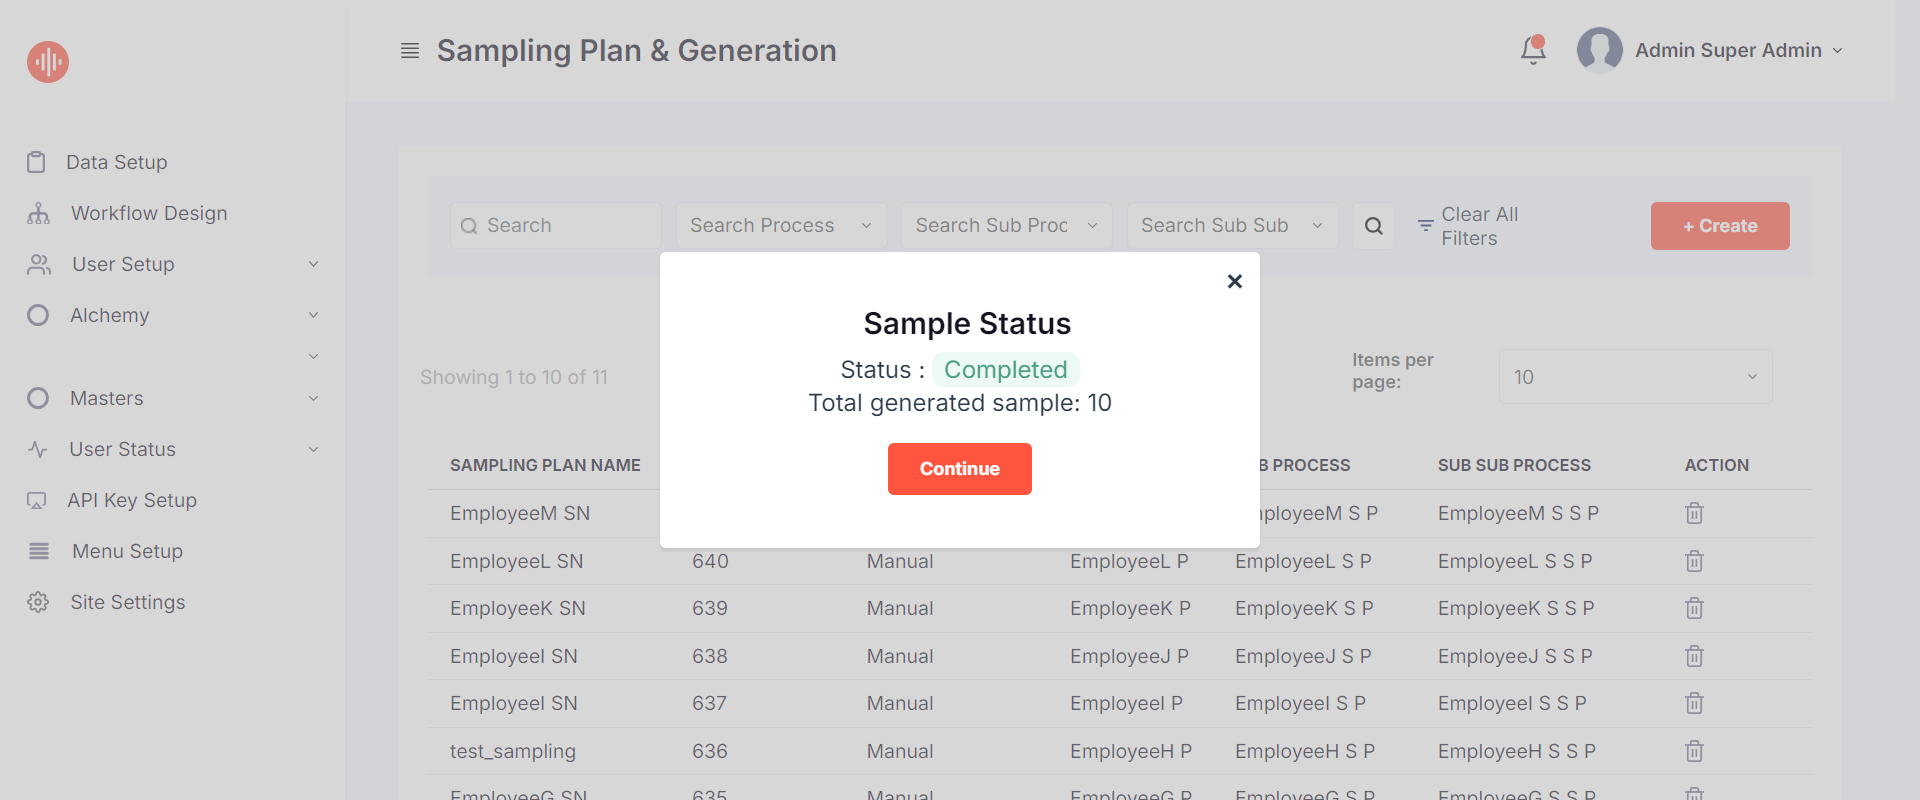 Sampling Plan & Generation
Admin Super Admin
Data Setup
Workflow Design
User Setup
Alchemy
Masters
User Status
API Key Setup
Menu Setup
Site Settings
Search
Search Process
Search Sub Proc
Search Sub Sub
Clear All
Filters
+ Create
Sample Status
Status : Completed
Total generated sample: 10
Continue
Showing 1 to 10 of 11
Items per
page:
10
SAMPLING PLAN NAME B PROCESS SUB SUB PROCESS ACTION
EmployeeM SN ployeeM S P EmployeeM S S P
EmployeeL SN 640 Manual EmployeeL P EmployeeL S P EmployeeL S S P
EmployeeK SN 639 Manual EmployeeK P EmployeeK S P EmployeeK S S P
EmployeeI SN 638 Manual EmployeeJ P EmployeeJ S P EmployeeJ S S P
EmployeeI SN 637 Manual EmployeeI P EmployeeI S P EmployeeI S S P
test_sampling 636 Manual EmployeeH P EmployeeH S P EmployeeH S S P
EmployeeG SN 635 Manual EmployeeG P EmployeeG S P EmployeeG S S P